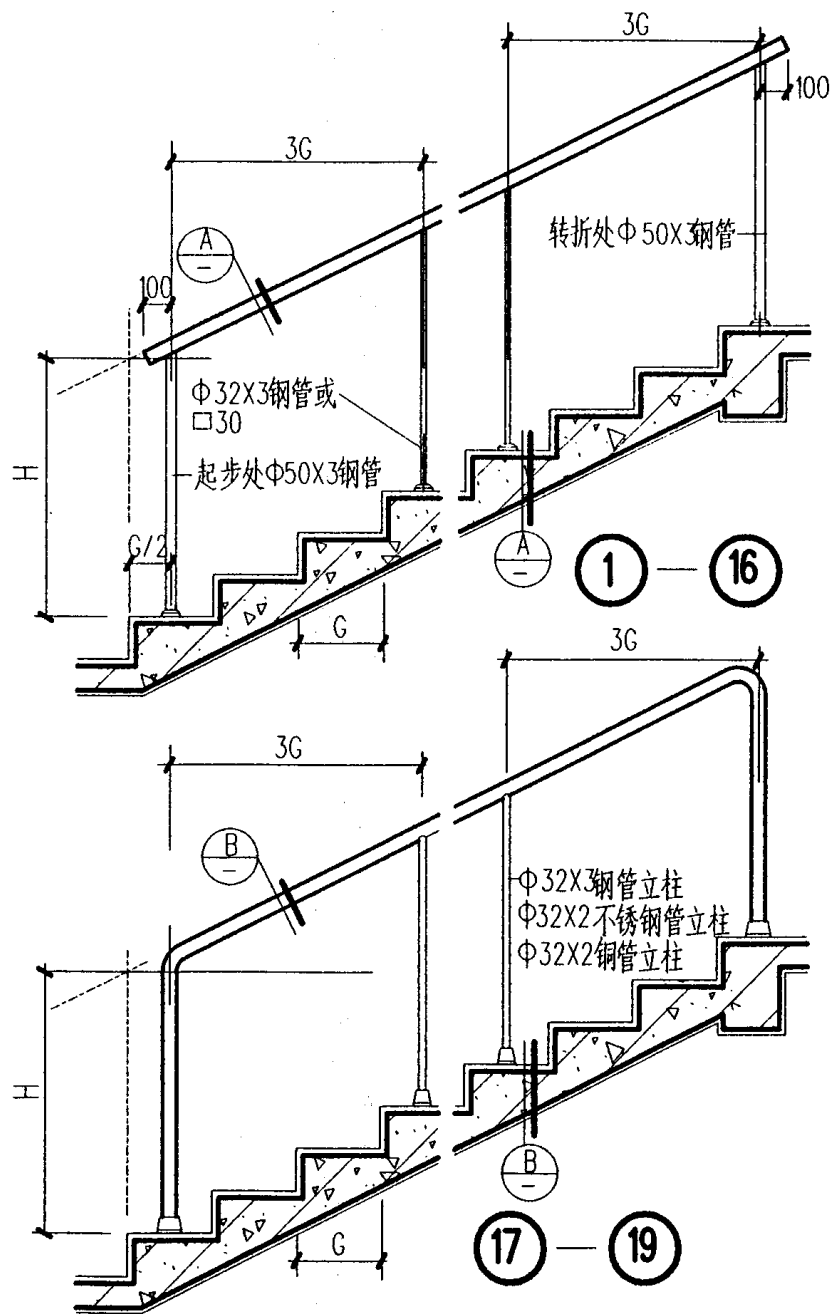 3G
100
3G
转折处Φ50X3钢管
A
—
100
Φ32X3钢管或
□30
H
起步处Φ50X3钢管
G/2
A
—
1 — 16
G
3G
3G
B
—
Φ32X3钢管立柱
Φ32X2不锈钢管立柱
Φ32X2铜管立柱
H
B
—
G
17 — 19